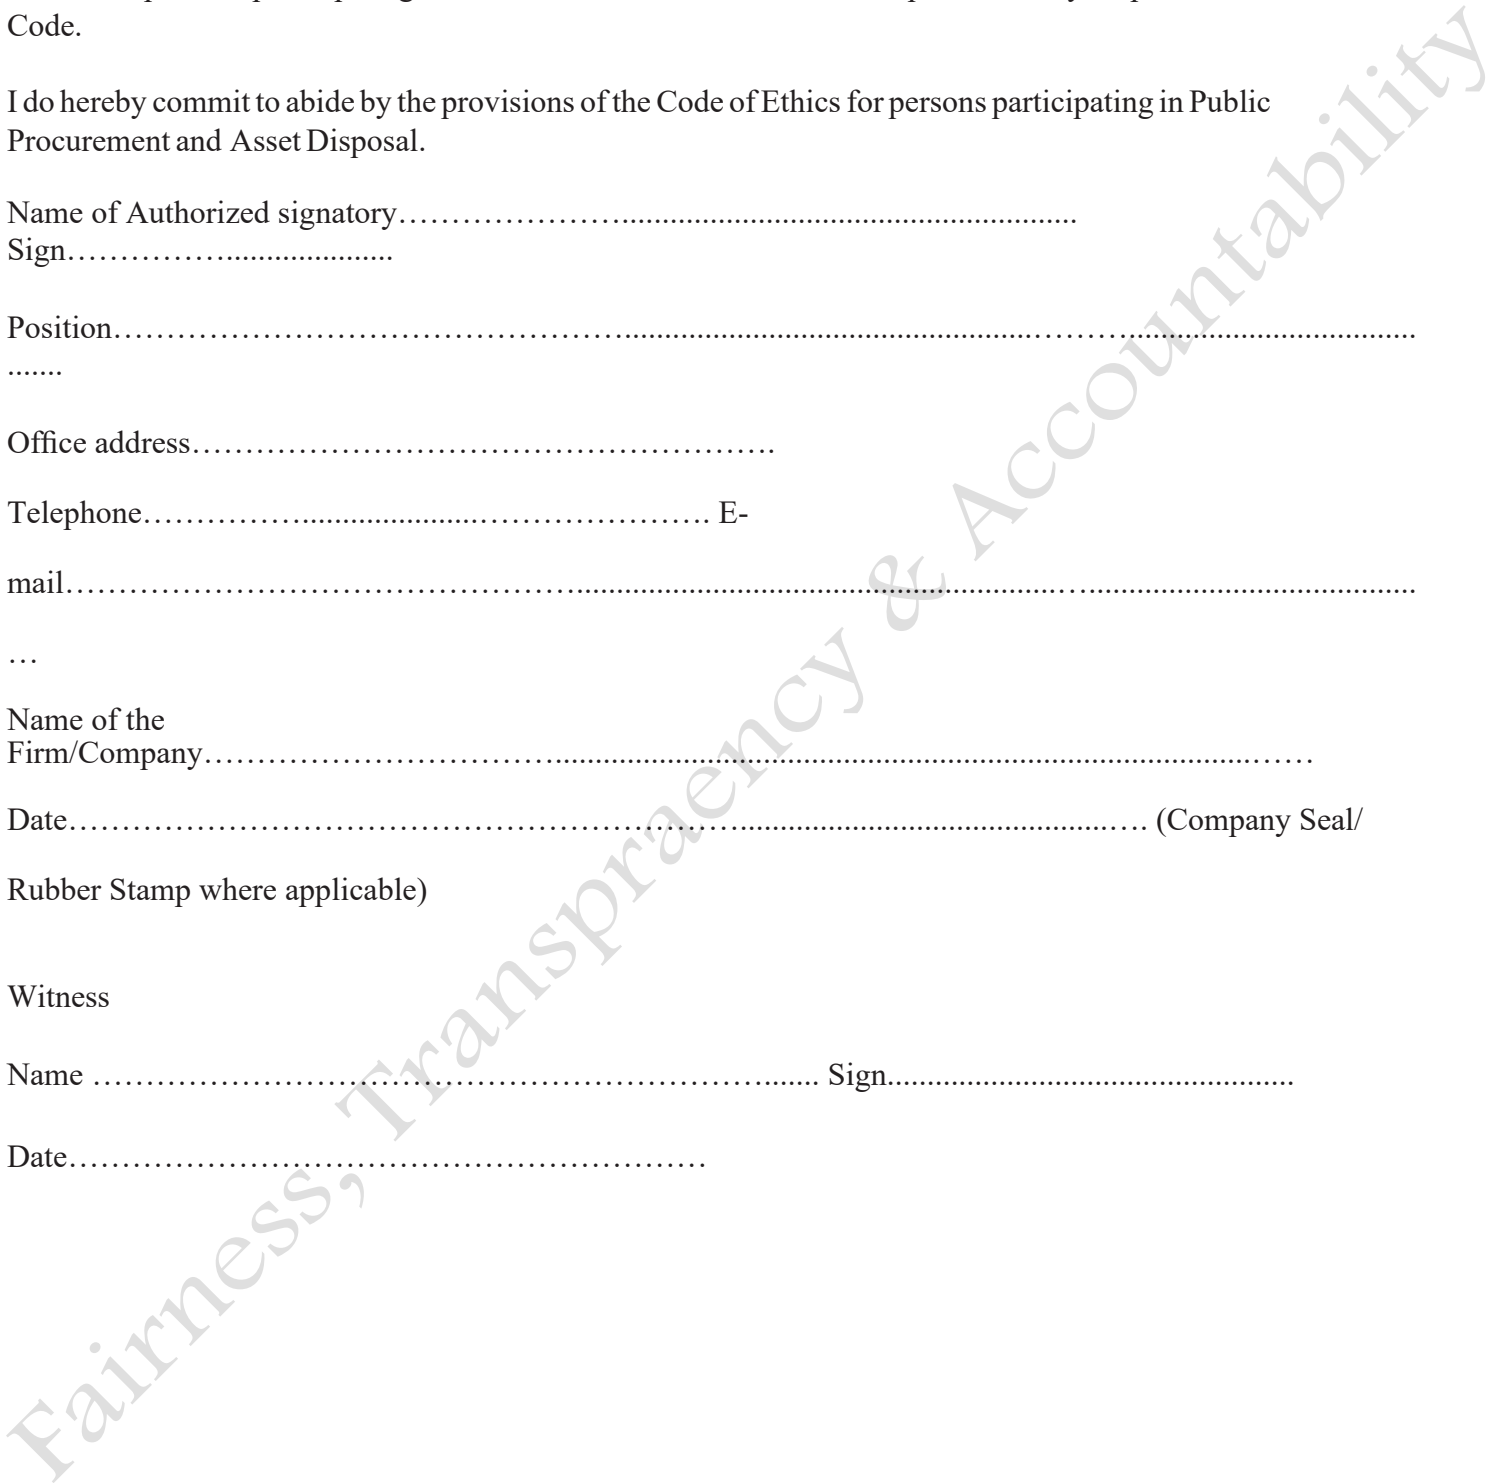 Code.
I do hereby commit to abide by the provisions of the Code of Ethics for persons participating in Public
Procurement and Asset Disposal.
Name of Authorized signatory…………………..........................................................
Sign……………......................
Position…………………………………………………...................................................…………....................................
.......
Office address……………………………………………….
Telephone……………......................…………………. E-
mail…………………………………………............................................................…..........................................
…
Name of the
Firm/Company……………………………........................................................................................……
Date…………………………………………………………...............................................…. (Company Seal/
Rubber Stamp where applicable)
Witness
Name ………………………………………………………....... Sign...................................................
Date……………………………………………………
Fairness, Transpraency & Accountability